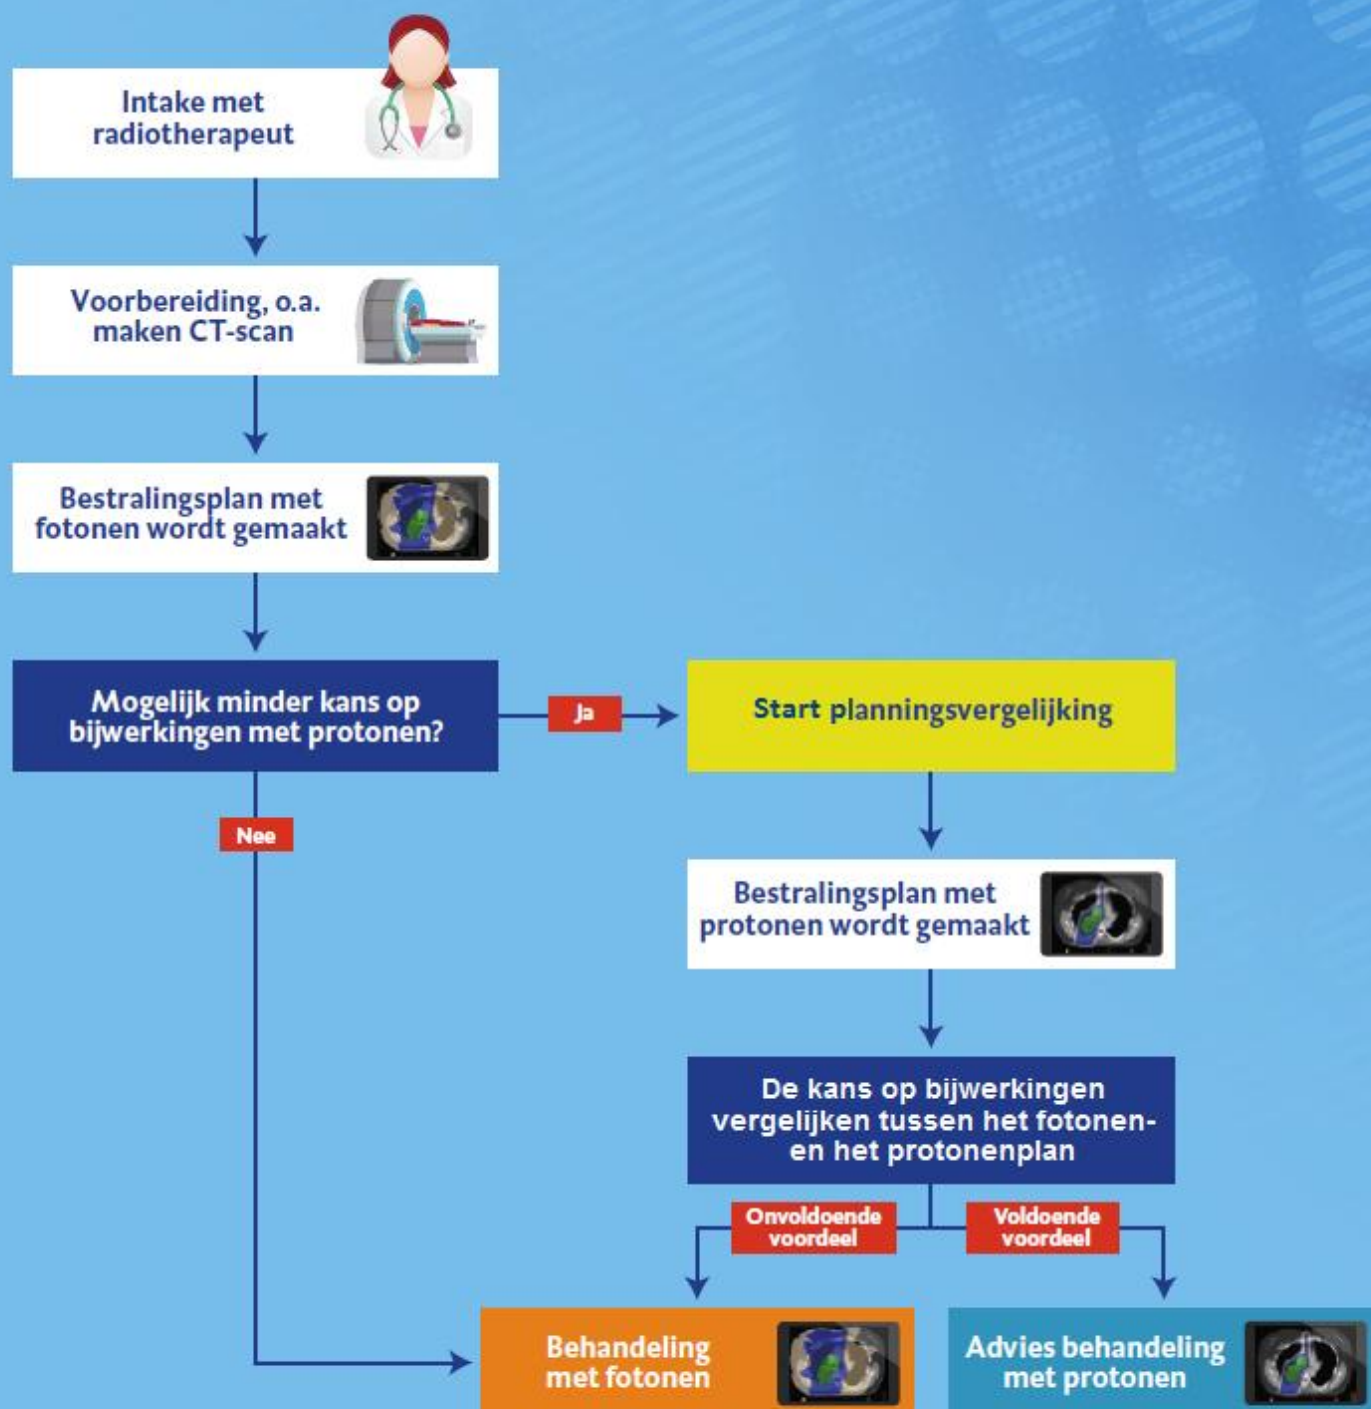 Intake met
radiotherapeut
Voorbereiding, o.a.
maken CT-scan
Bestralingsplan met
fotonen wordt gemaakt
Mogelijk minder kans op
bijwerkingen met protonen?
Ja
Start planningsvergelijking
Nee
Bestralingsplan met
protonen wordt gemaakt
De kans op bijwerkingen
vergelijken tussen het fotonen-
en het protonenplan
Onvoldoende
voordeel
Voldoende
voordeel
Behandeling
met fotonen
Advies behandeling
met protonen